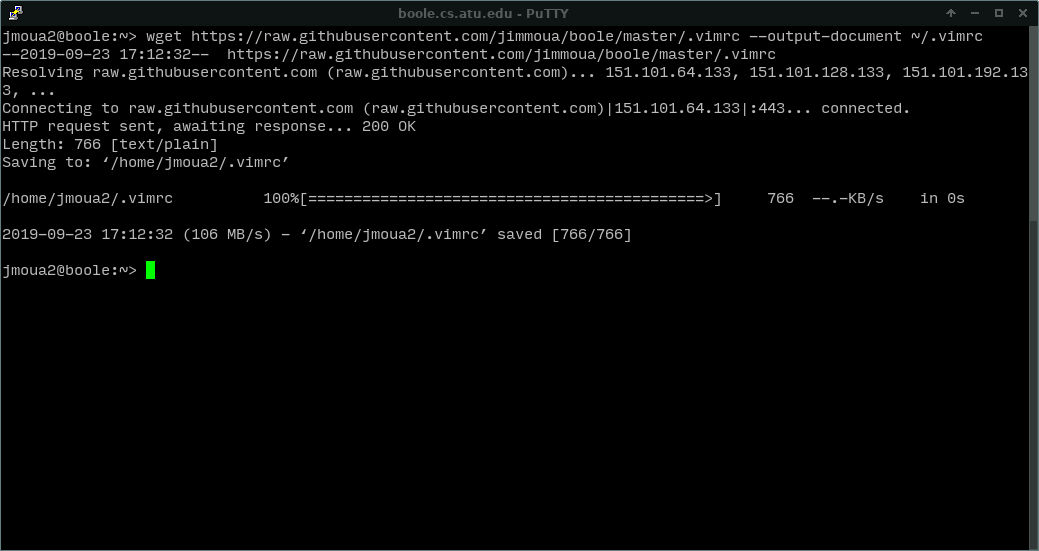 boole.cs.atu.edu - PuTTY
jmoua2@boole:~> wget https://raw.githubusercontent.com/jimmoua/boole/master/.vimrc --output-document ~/.vimrc
--2019-09-23 17:12:32--  https://raw.githubusercontent.com/jimmoua/boole/master/.vimrc
Resolving raw.githubusercontent.com (raw.githubusercontent.com)... 151.101.64.133, 151.101.128.133, 151.101.192.13
3, ...
Connecting to raw.githubusercontent.com (raw.githubusercontent.com)|151.101.64.133|:443... connected.
HTTP request sent, awaiting response... 200 OK
Length: 766 [text/plain]
Saving to: ‘/home/jmoua2/.vimrc’
/home/jmoua2/.vimrc          100%[============================================>]     766  --.-KB/s    in 0s
2019-09-23 17:12:32 (106 MB/s) - ‘/home/jmoua2/.vimrc’ saved [766/766]
jmoua2@boole:~>